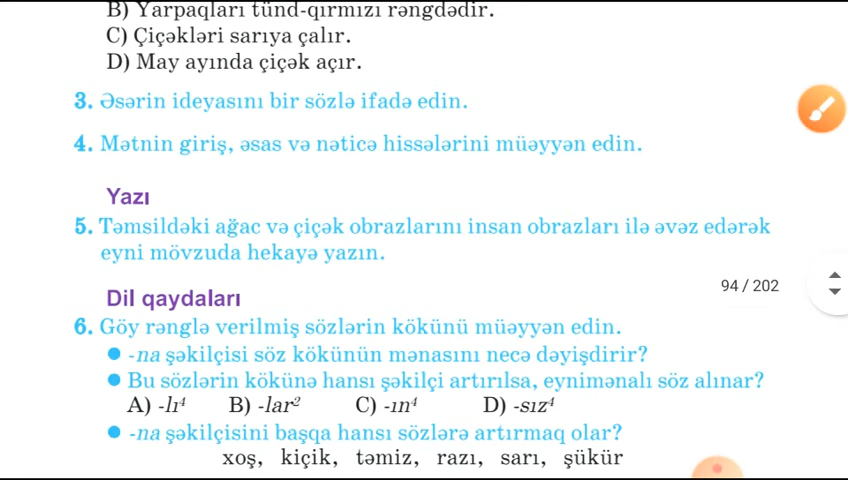 B) Yarpaqları tünd-qırmızı rəngdədir.
C) Çiçəkləri sarıya çalır.
D) May ayında çiçək açır.
3. Əsərin ideyasını bir sözlə ifadə edin.
4. Mətnin giriş, əsas və nəticə hissələrini müəyyən edin.
Yazı
5. Təmsildəki ağac və çiçək obrazlarını insan obrazları ilə əvəz edərək
eyni mövzuda hekayə yazın.
94 / 202
Dil qaydaları
6. Göy rənglə verilmiş sözlərin kökünü müəyyən edin.
● -na şəkilçisi söz kökünün mənasını necə dəyişdirir?
● Bu sözlərin kökünə hansı şəkilçi artırılsa, eynimənalı söz alınar?
A) -lı⁴ B) -lar² C) -ın⁴ D) -sız⁴
● -na şəkilçisini başqa hansı sözlərə artırmaq olar?
xoş, kiçik, təmiz, razı, sarı, şükür